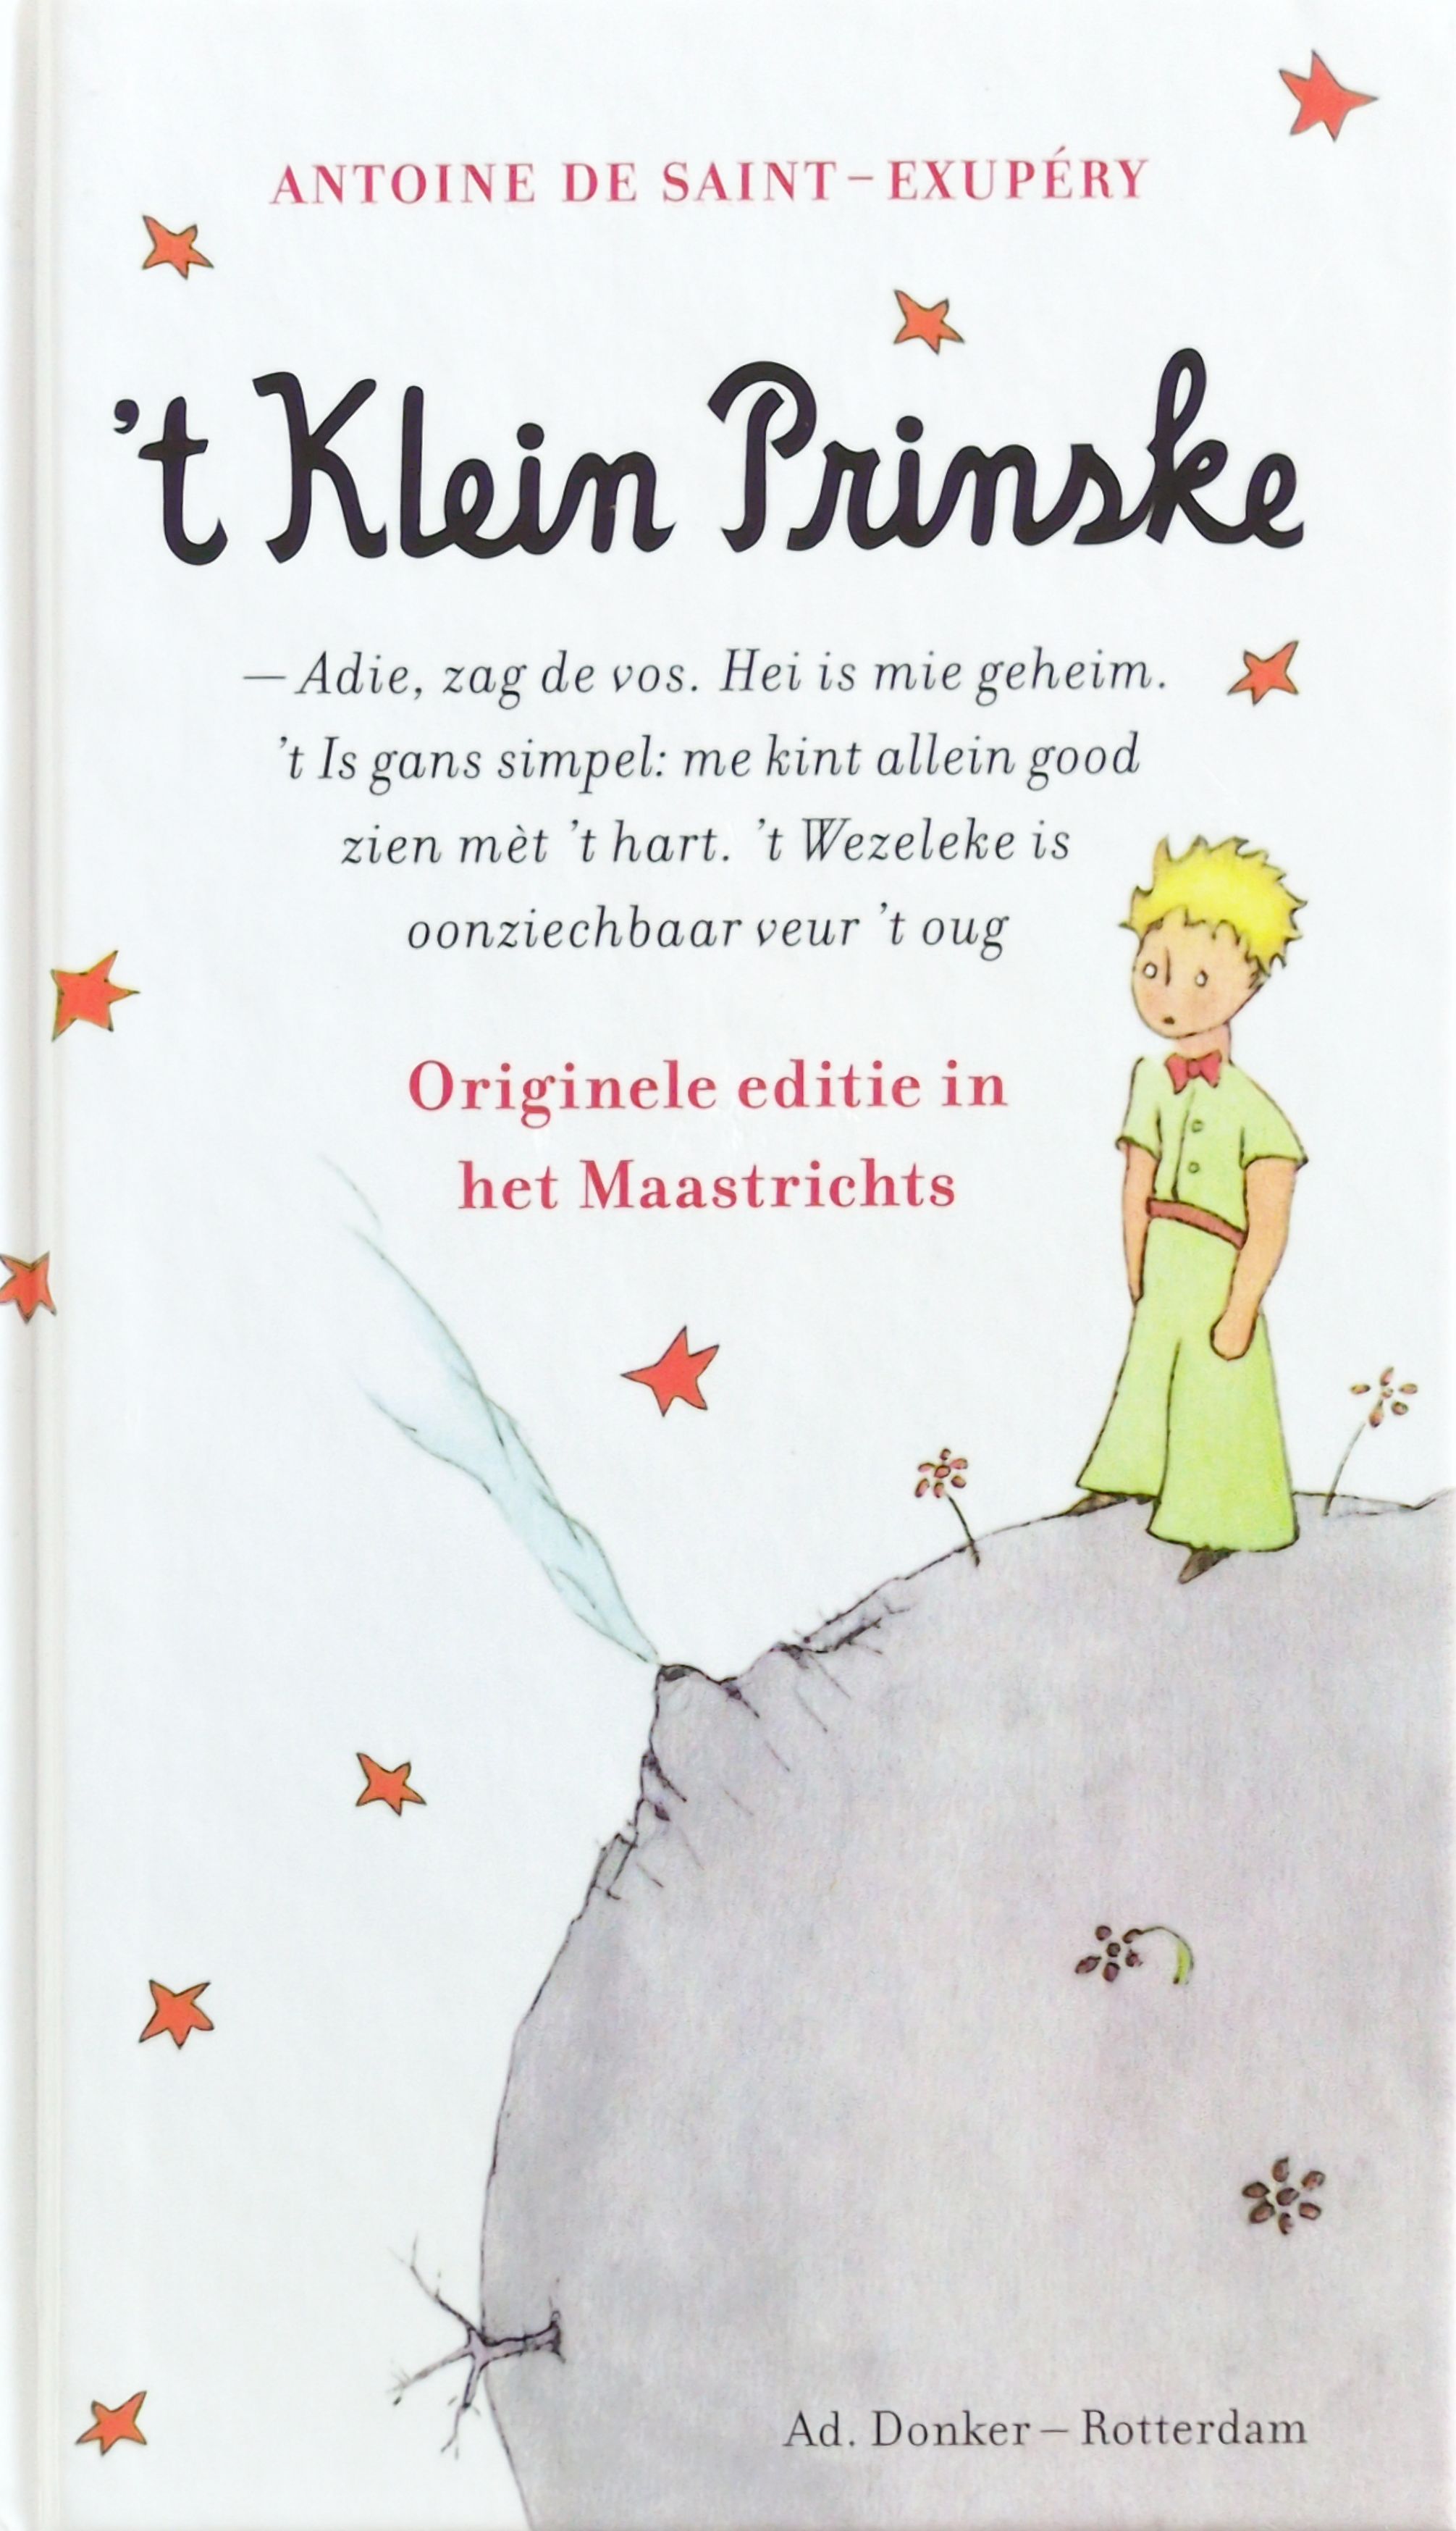 ANTOINE DE SAINT–EXUPÉRY
’t Klein Prinske
— Adie, zag de vos. Hei is mie geheim.
’t Is gans simpel: me kint allein good
zien mèt ’t hart. ’t Wezeleke is
oonziechbaar veur ’t oug
Originele editie in
het Maastrichts
Ad. Donker – Rotterdam